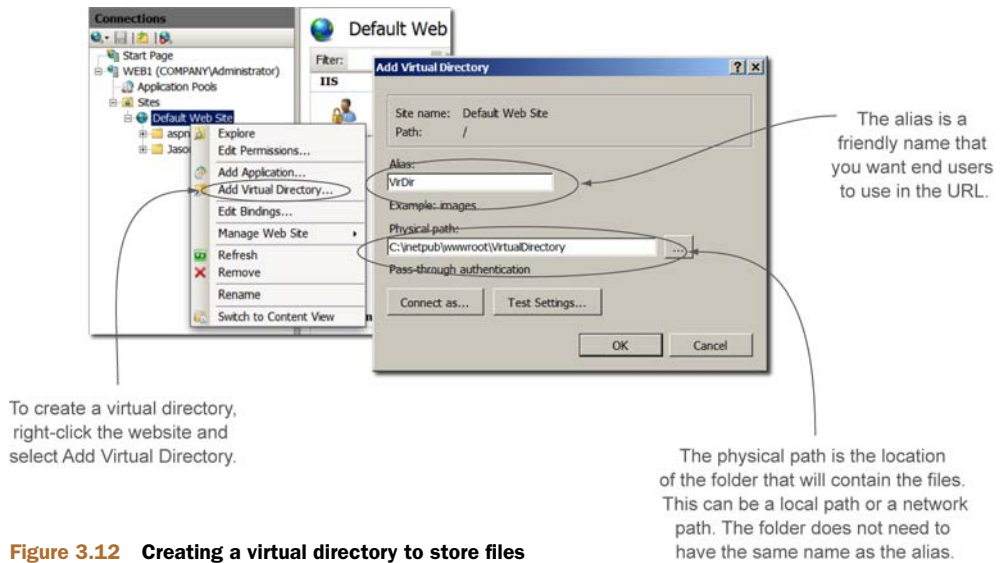 Connections
Start Page
WEB1 (COMPANY\Administrator)
Application Pools
Sites
Default Web Site
aspn
Jaso
Explore
Edit Permissions...
Add Application...
Add Virtual Directory...
Edit Bindings...
Manage Web Site
Refresh
Remove
Rename
Switch to Content View
Default Web
Filter:
IIS
Add Virtual Directory
Site name: Default Web Site
Path: /
Alias:
VirDir
Example: images
Physical path:
C:\inetpub\wwwroot\VirtualDirectory
...
Pass-through authentication
Connect as...
Test Settings...
OK
Cancel
The alias is a
friendly name that
you want end users
to use in the URL.
To create a virtual directory,
right-click the website and
select Add Virtual Directory.
The physical path is the location
of the folder that will contain the files.
This can be a local path or a network
path. The folder does not need to
have the same name as the alias.
Figure 3.12 Creating a virtual directory to store files